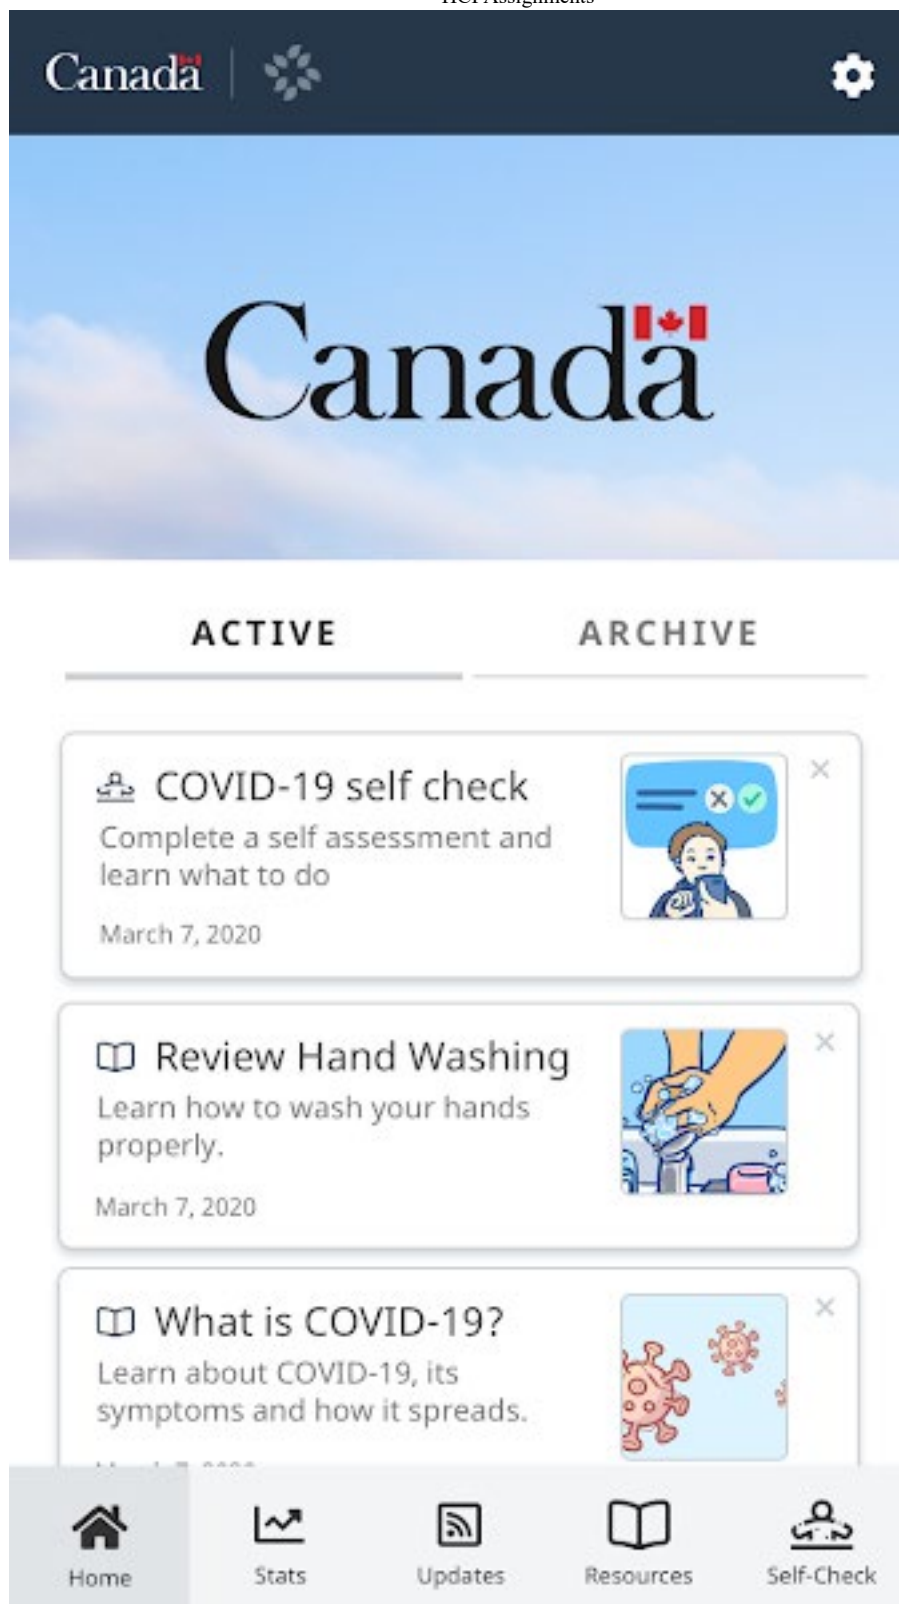 HCI Assignments
Canada
Canada
ACTIVE
ARCHIVE
COVID-19 self check
Complete a self assessment and
learn what to do
March 7, 2020
Review Hand Washing
Learn how to wash your hands
properly.
March 7, 2020
What is COVID-19?
Learn about COVID-19, its
symptoms and how it spreads.
Home
Stats
Updates
Resources
Self-Check